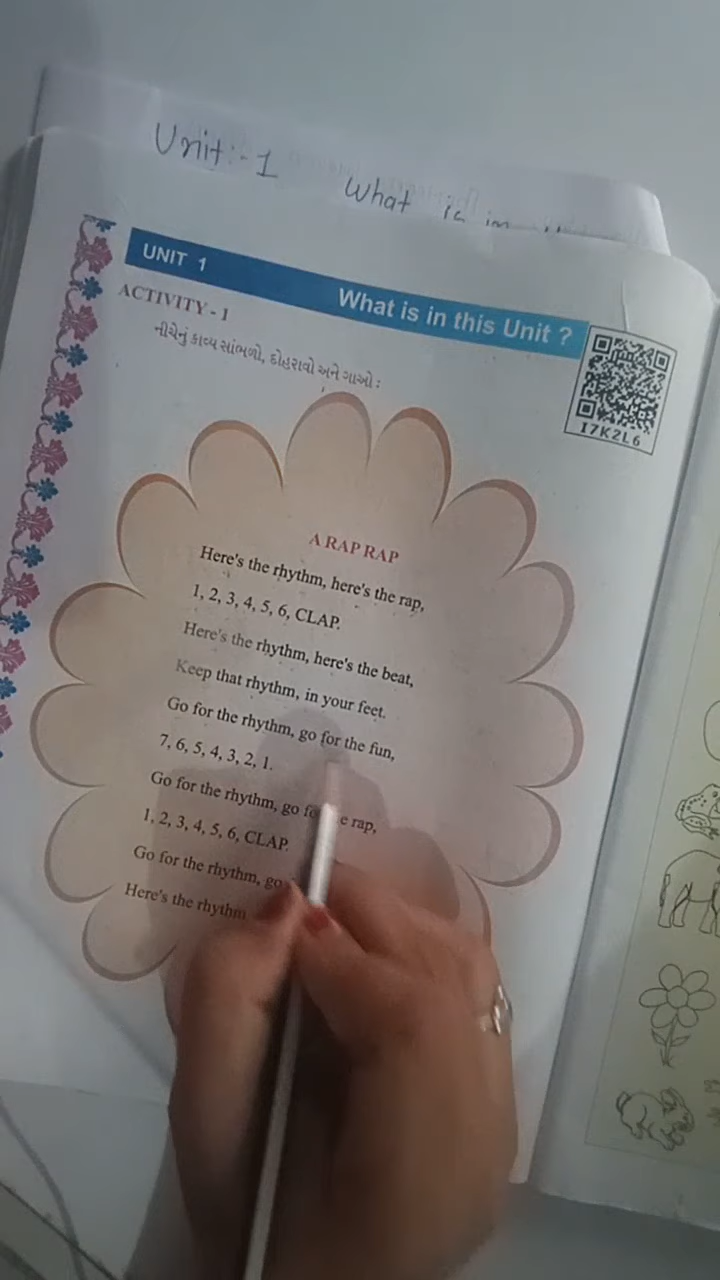 Unit:- 1 What is in
UNIT 1 What is in this Unit ?
ACTIVITY - 1
નીચેનું કાવ્ય સાંભળો, દોહરાવો અને ગાઓ :
I7K2L6
A RAP RAP
Here's the rhythm, here's the rap,
1, 2, 3, 4, 5, 6, CLAP.
Here's the rhythm, here's the beat,
Keep that rhythm, in your feet.
Go for the rhythm, go for the fun,
7, 6, 5, 4, 3, 2, 1.
Go for the rhythm, go rap,
1, 2, 3, 4, 5, 6, CLAP.
Go for the rhythm, go
Here's the rhythm